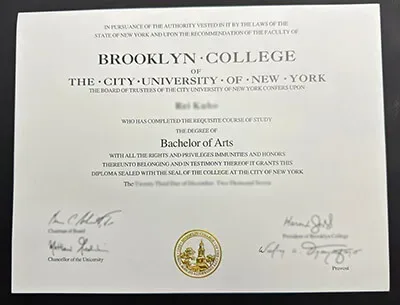 IN PURSUANCE OF THE AUTHORITY VESTED IN IT BY THE LAWS OF THE
STATE OF NEW YORK AND UPON THE RECOMMENDATION OF THE FACULTY OF
BROOKLYN·COLLEGE
OF
THE·CITY·UNIVERSITY·OF·NEW·YORK
THE BOARD OF TRUSTEES OF THE CITY UNIVERSITY OF NEW YORK CONFERS UPON
WHO HAS COMPLETED THE REQUISITE COURSE OF STUDY
THE DEGREE OF
Bachelor of Arts
WITH ALL THE RIGHTS AND PRIVILEGES IMMUNITIES AND HONORS
THEREUNTO BELONGING AND IN TESTIMONY THEREOF IT GRANTS THIS
DIPLOMA SEALED WITH THE SEAL OF THE COLLEGE AT THE CITY OF NEW YORK
The
Chairman of Board
President of Brooklyn College
Chancellor of the University
Provost